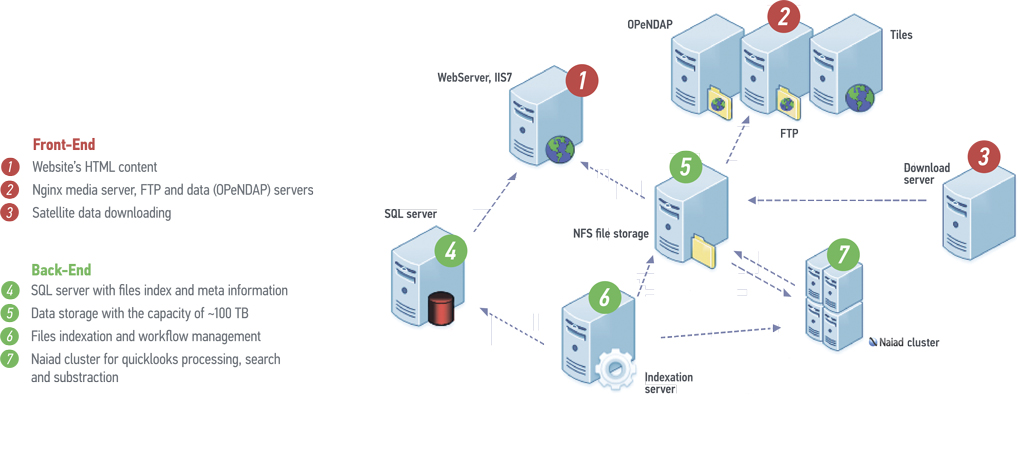 Front-End
1 Website's HTML content
2 Nginx media server, FTP and data (OPeNDAP) servers
3 Satellite data downloading
Back-End
4 SQL server with files index and meta information
5 Data storage with the capacity of ~100 TB
6 Files indexation and workflow management
7 Naiad cluster for quicklooks processing, search
and substraction
OPeNDAP
2
Tiles
WebServer, IIS7
1
FTP
5
Download
server
3
SQL server
4
NFS file storage
7
6
Naiad cluster
Indexation
server